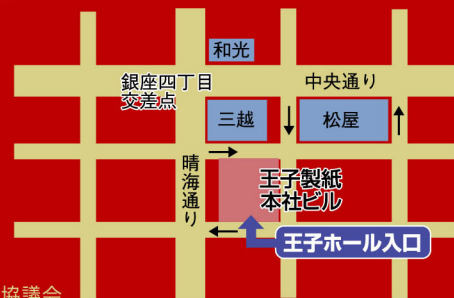 和光
銀座四丁目
交差点
中央通り
三越
松屋
晴海通り
王子製紙
本社ビル
王子ホール入口
協議会